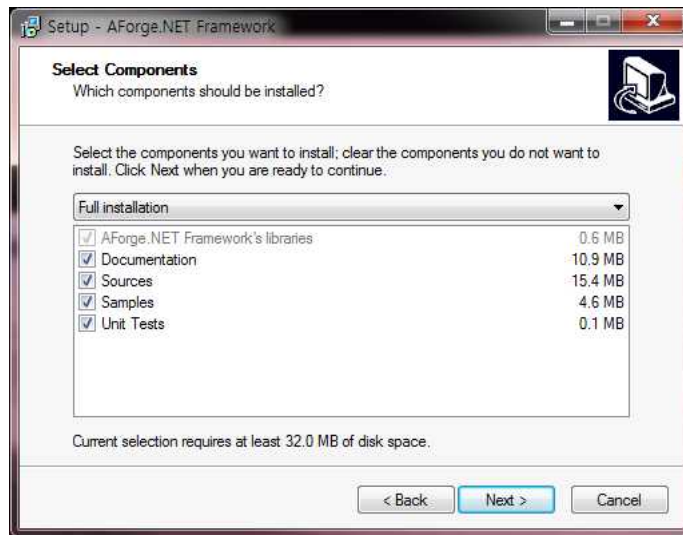 Setup - AForge.NET Framework
Select Components
Which components should be installed?
Select the components you want to install; clear the components you do not want to
install. Click Next when you are ready to continue.
Full installation
AForge.NET Framework's libraries 0.6 MB
Documentation 10.9 MB
Sources 15.4 MB
Samples 4.6 MB
Unit Tests 0.1 MB
Current selection requires at least 32.0 MB of disk space.
< Back Next > Cancel